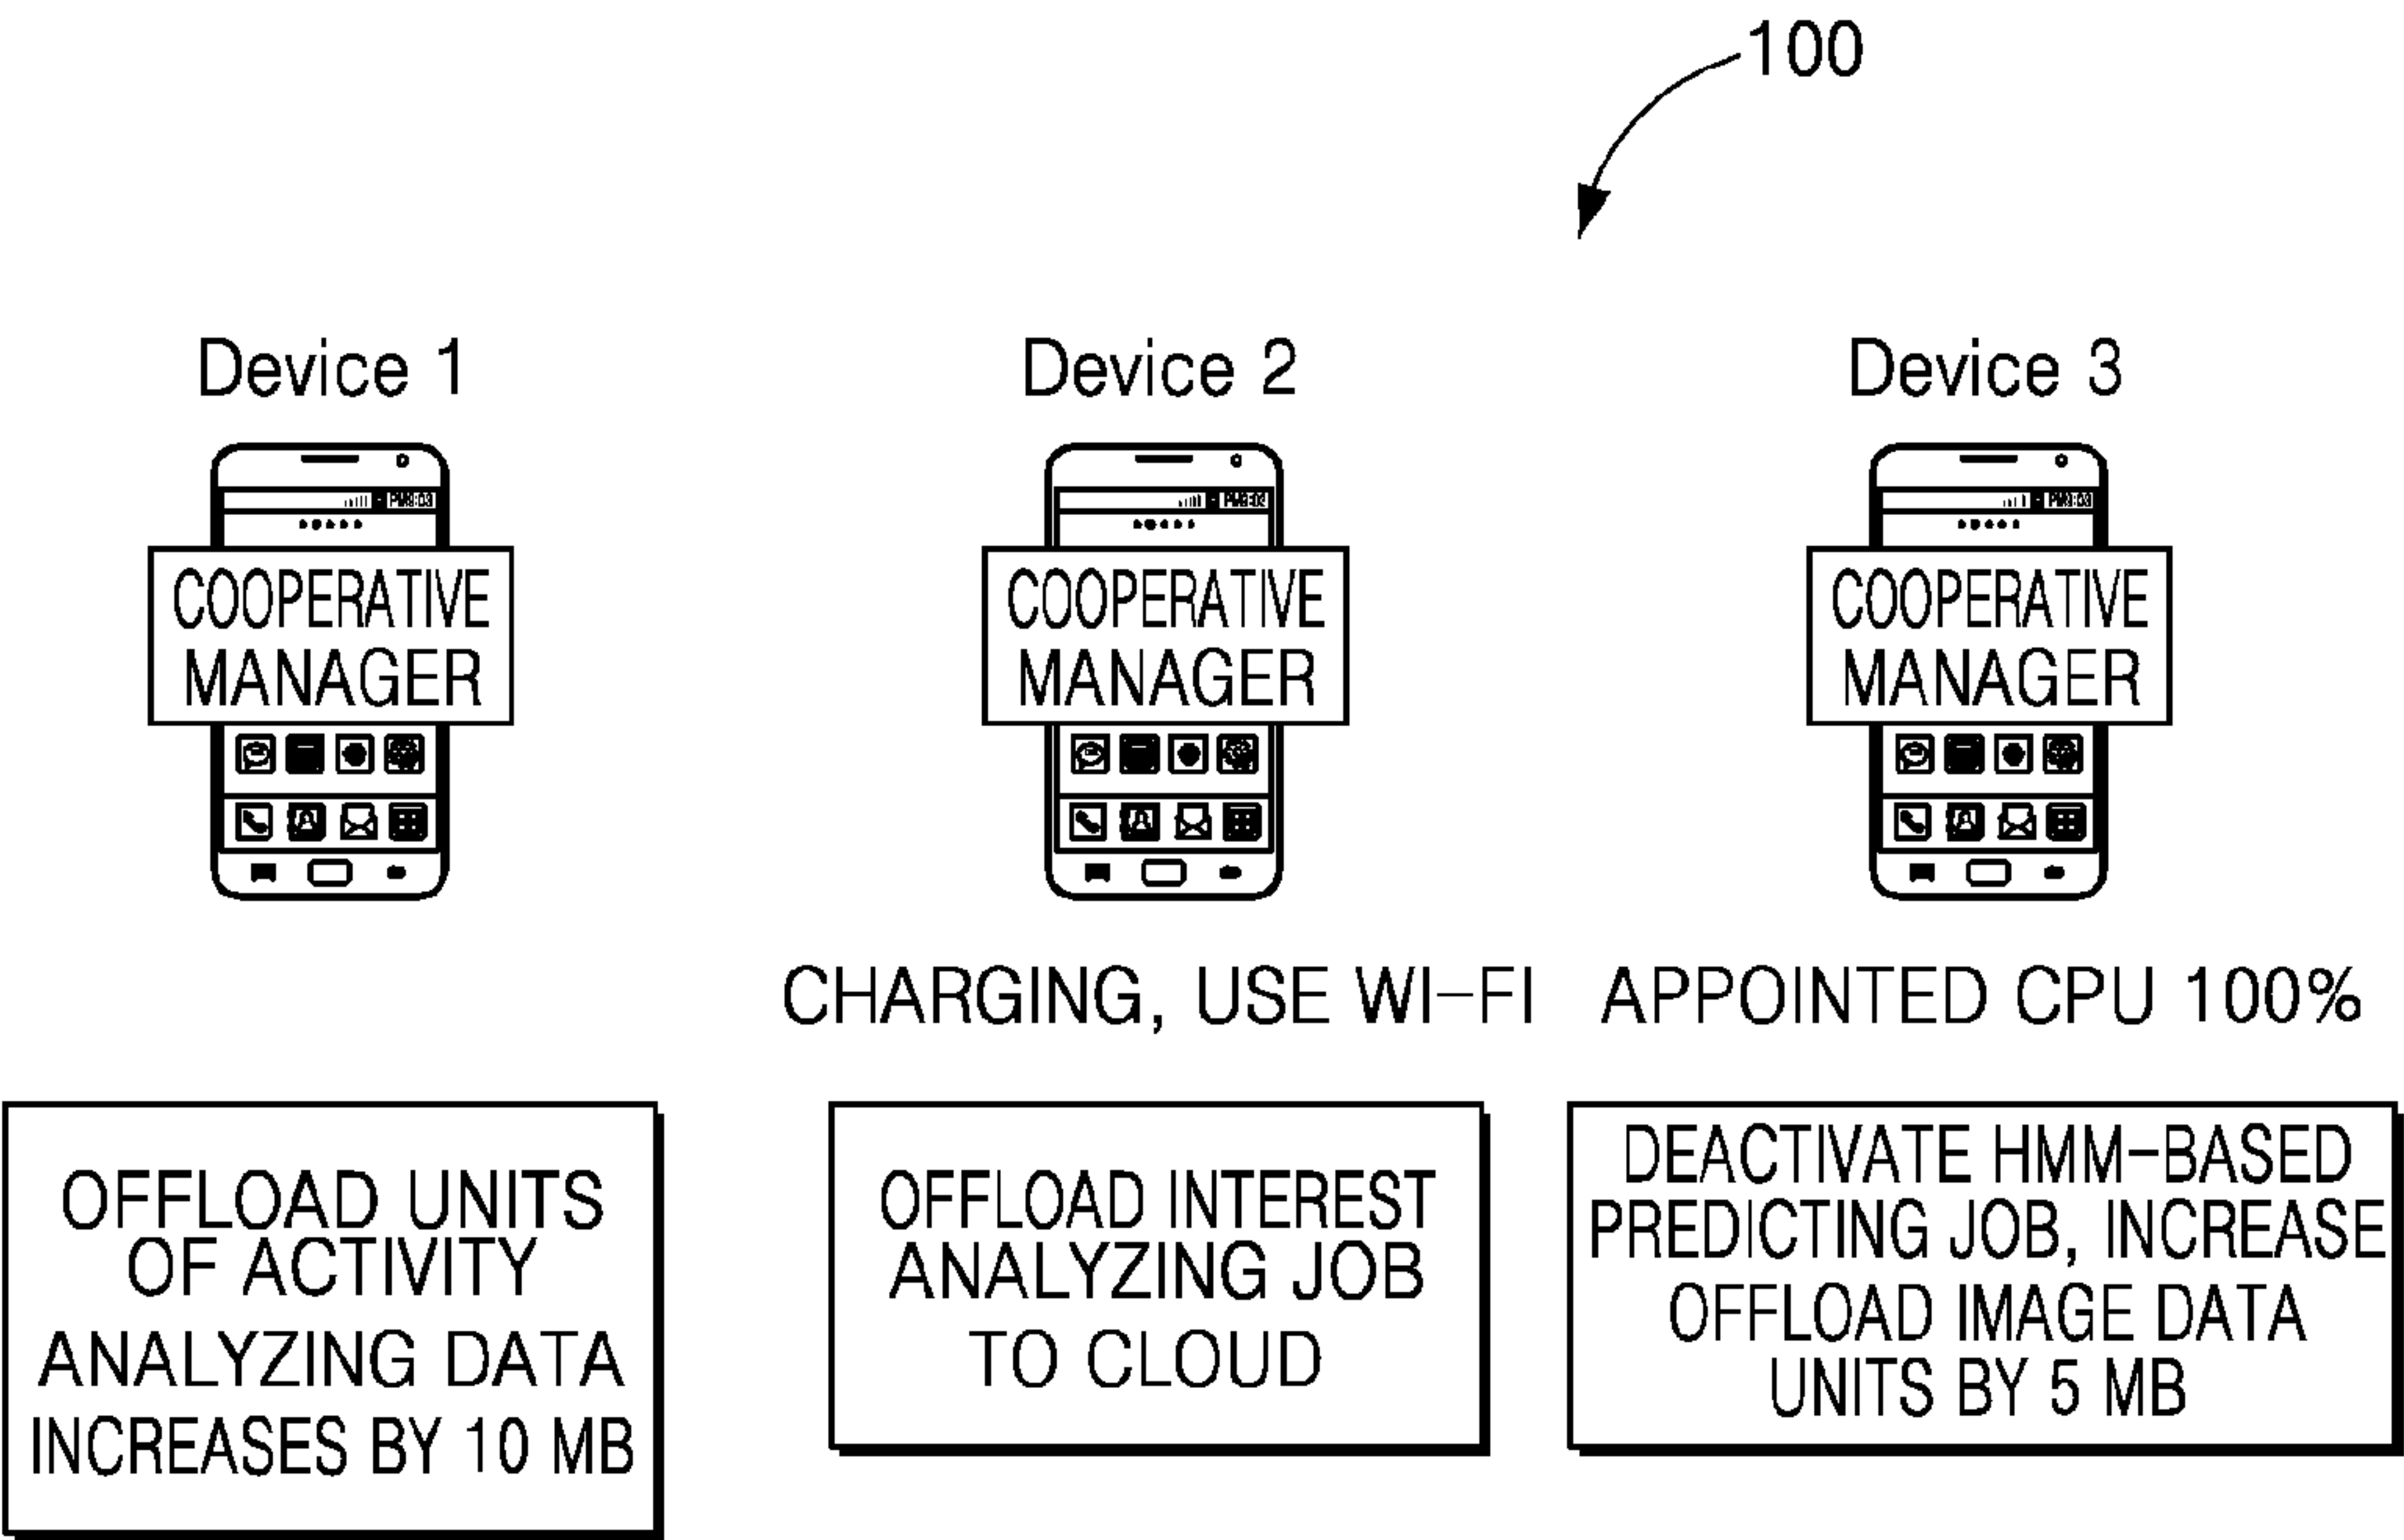 100
Device 1
Device 2
Device 3
COOPERATIVE
MANAGER
COOPERATIVE
MANAGER
COOPERATIVE
MANAGER
CHARGING, USE WI-FI
APPOINTED CPU 100%
OFFLOAD UNITS
OF ACTIVITY
ANALYZING DATA
INCREASES BY 10 MB
OFFLOAD INTEREST
ANALYZING JOB
TO CLOUD
DEACTIVATE HMM-BASED
PREDICTING JOB, INCREASE
OFFLOAD IMAGE DATA
UNITS BY 5 MB